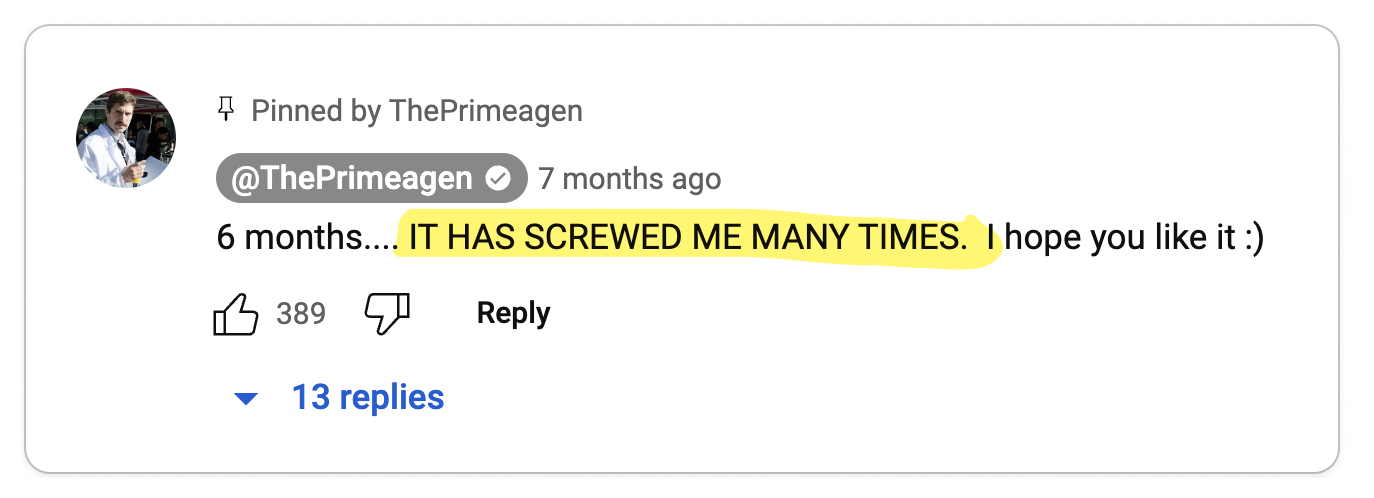 Pinned by ThePrimeagen
@ThePrimeagen 7 months ago
6 months.... IT HAS SCREWED ME MANY TIMES.  I hope you like it :)
389 Reply
13 replies